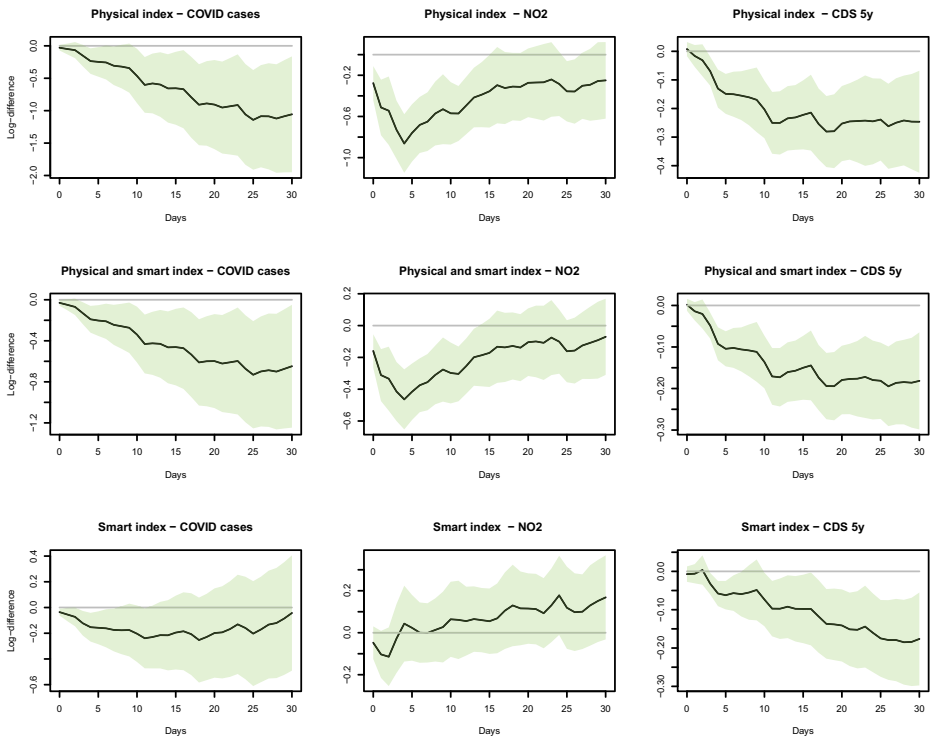 Physical index − COVID cases
Physical index − NO2
Physical index − CDS 5y
Log−difference
0.0
−0.5
−1.0
−1.5
−2.0
0 5 10 15 20 25 30
Days
−0.2
−0.6
−1.0
0 5 10 15 20 25 30
Days
0.0
−0.1
−0.2
−0.3
−0.4
0 5 10 15 20 25 30
Days
Physical and smart index − COVID cases
Physical and smart index − NO2
Physical and smart index − CDS 5y
Log−difference
0.0
−0.4
−0.8
−1.2
0 5 10 15 20 25 30
Days
0.2
0.0
−0.2
−0.4
−0.6
0 5 10 15 20 25 30
Days
0.00
−0.10
−0.20
−0.30
0 5 10 15 20 25 30
Days
Smart index − COVID cases
Smart index − NO2
Smart index − CDS 5y
Log−difference
0.4
0.2
0.0
−0.2
−0.6
0 5 10 15 20 25 30
Days
0.2
0.0
−0.2
0 5 10 15 20 25 30
Days
0.00
−0.10
−0.20
−0.30
0 5 10 15 20 25 30
Days